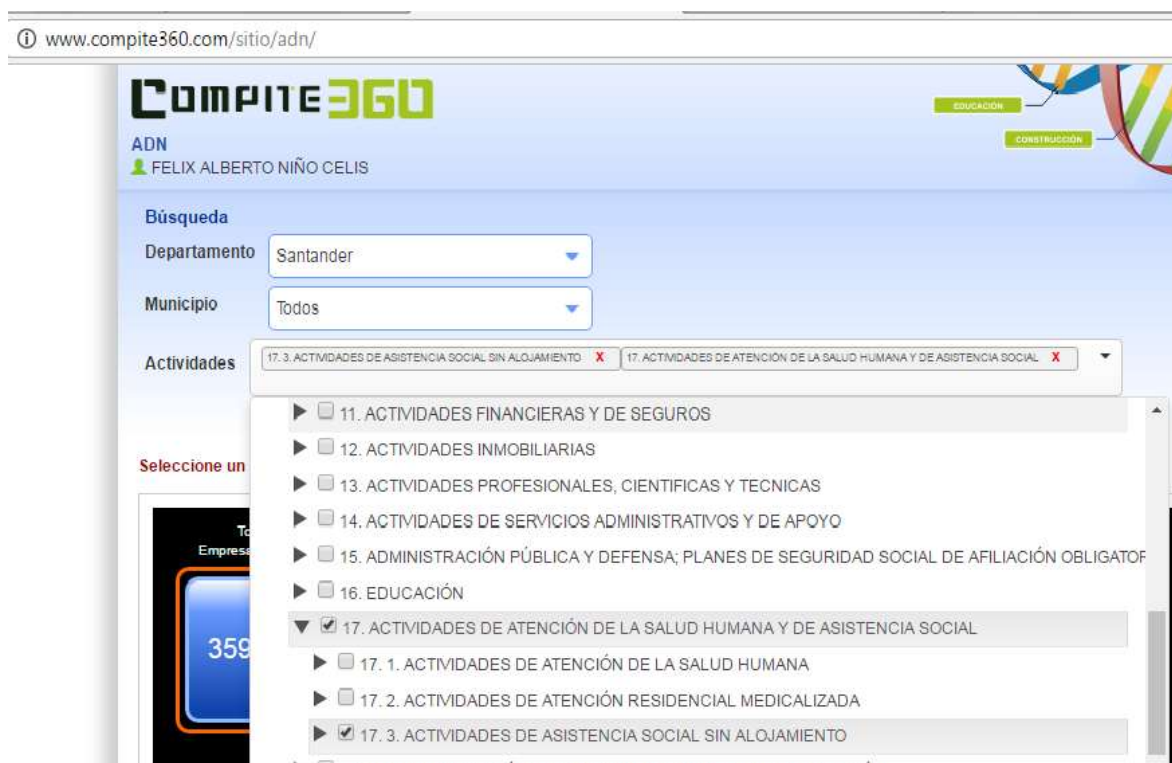 www.compite360.com/sitio/adn/
COMPITE360
EDUCACIÓN
CONSTRUCCIÓN
ADN
FELIX ALBERTO NIÑO CELIS
Búsqueda
Departamento Santander
Municipio Todos
Actividades 17. 3. ACTIVIDADES DE ASISTENCIA SOCIAL SIN ALOJAMIENTO X 17. ACTIVIDADES DE ATENCIÓN DE LA SALUD HUMANA Y DE ASISTENCIA SOCIAL X
11. ACTIVIDADES FINANCIERAS Y DE SEGUROS
12. ACTIVIDADES INMOBILIARIAS
Seleccione un
13. ACTIVIDADES PROFESIONALES, CIENTIFICAS Y TECNICAS
14. ACTIVIDADES DE SERVICIOS ADMINISTRATIVOS Y DE APOYO
To
Empresa
15. ADMINISTRACIÓN PÚBLICA Y DEFENSA; PLANES DE SEGURIDAD SOCIAL DE AFILIACIÓN OBLIGATOR
16. EDUCACIÓN
17. ACTIVIDADES DE ATENCIÓN DE LA SALUD HUMANA Y DE ASISTENCIA SOCIAL
359
17. 1. ACTIVIDADES DE ATENCIÓN DE LA SALUD HUMANA
17. 2. ACTIVIDADES DE ATENCIÓN RESIDENCIAL MEDICALIZADA
17. 3. ACTIVIDADES DE ASISTENCIA SOCIAL SIN ALOJAMIENTO